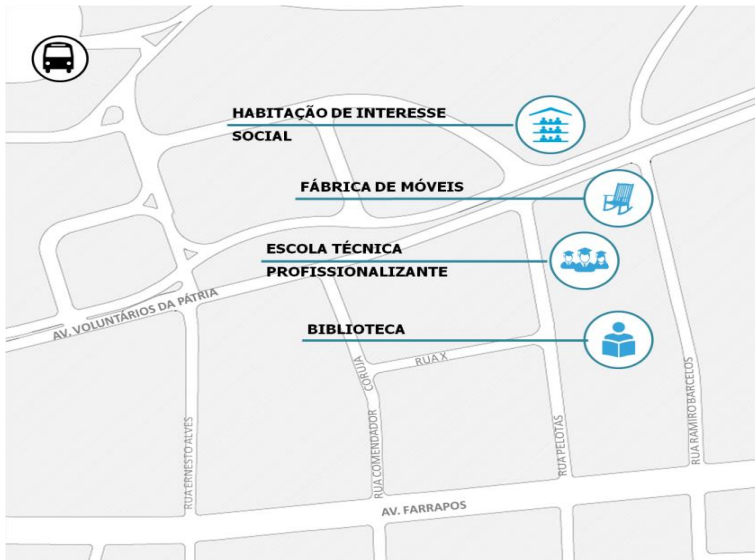 HABITAÇÃO DE INTERESSE
SOCIAL
FÁBRICA DE MÓVEIS
ESCOLA TÉCNICA
PROFISSIONALIZANTE
AV. VOLUNTÁRIOS DA PÁTRIA
BIBLIOTECA
RUA X
RUA ERNESTO ALVES
RUA COMENDADOR CORUJA
RUA PELOTAS
RUA RAMIRO BARCELOS
AV. FARRAPOS